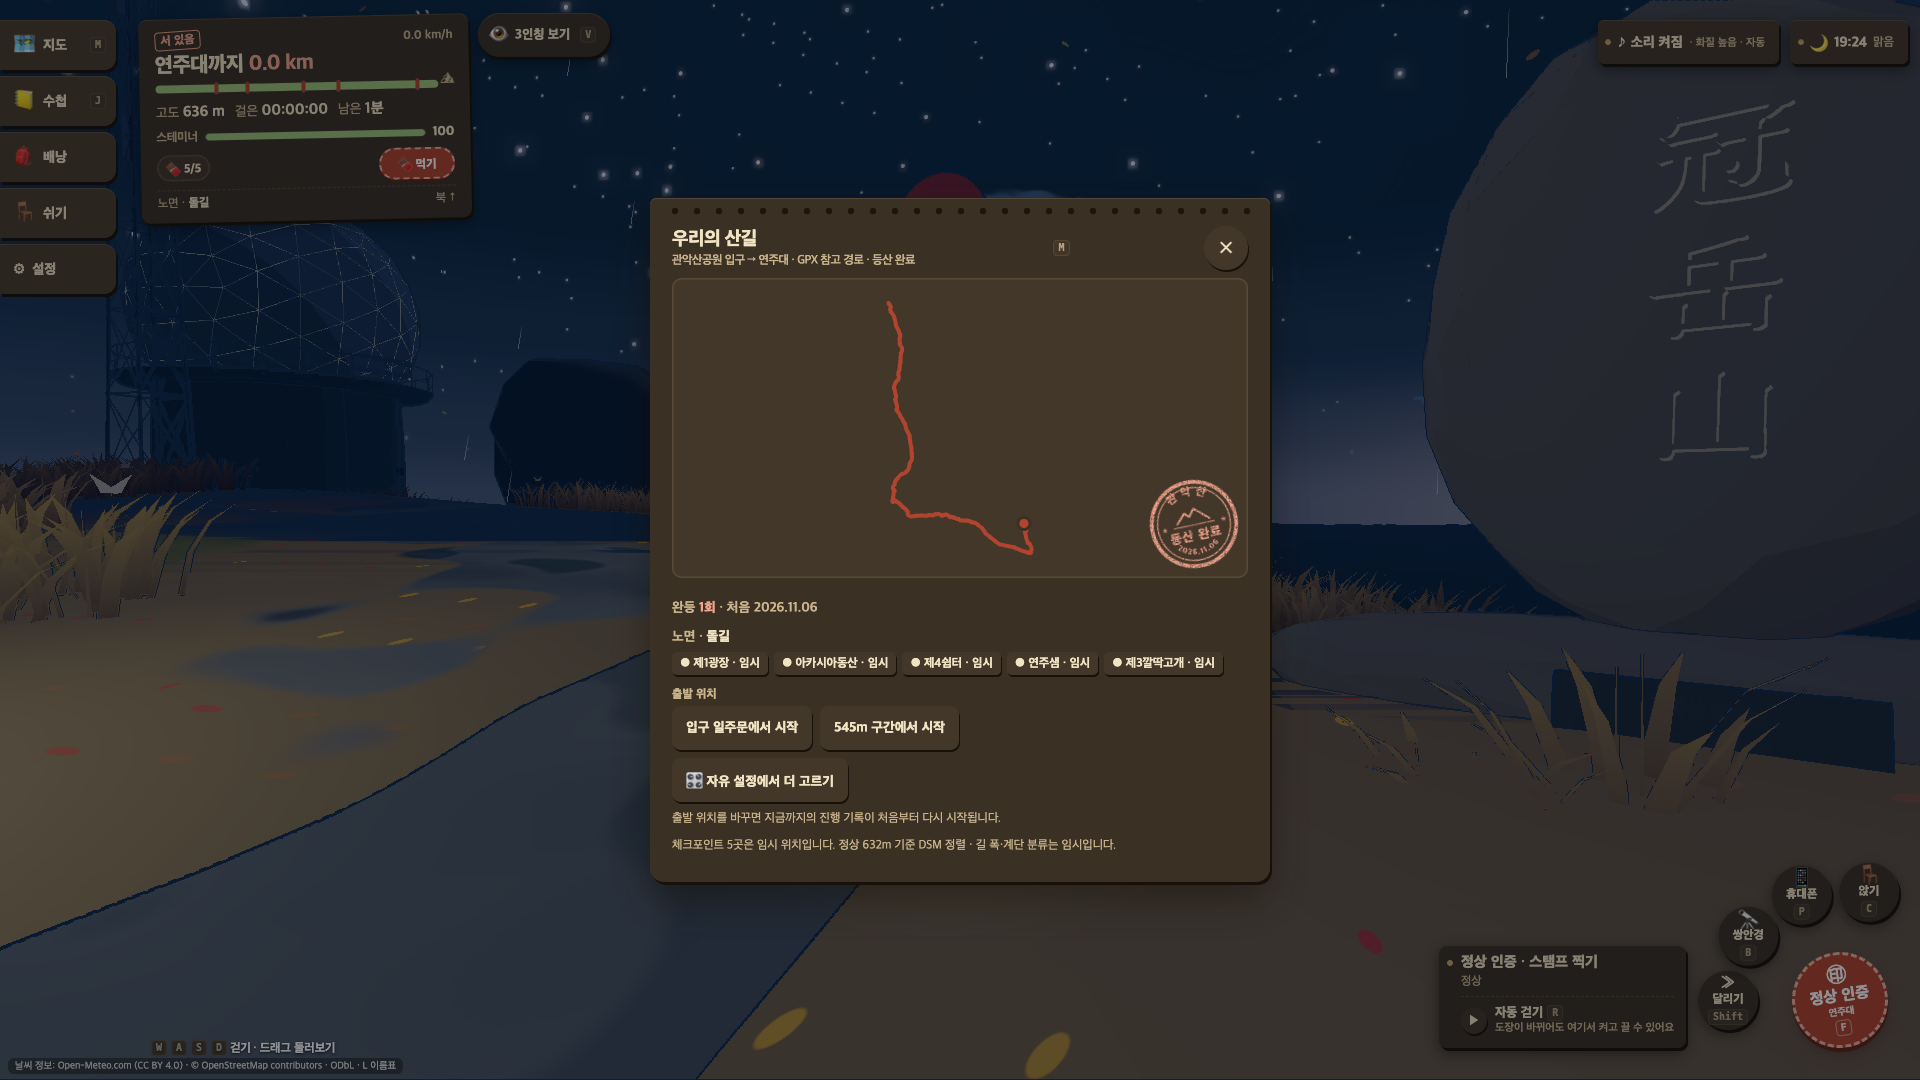 지도 M
수첩 J
배낭
쉬기
설정
서 있음 0.0 km/h
연주대까지 0.0 km
고도 636 m 걸은 00:00:00 남은 1분
스테미너 100
5/5 먹기
노면 · 돌길 북 ↑
3인칭 보기 V
♪ 소리 켜짐 · 화질 높음 · 자동
19:24 맑음
冠
岳
山
우리의 산길 M
관악산공원 입구 → 연주대 · GPX 참고 경로 · 등산 완료
관악산
등산 완료
2026.11.06
완등 1회 · 처음 2026.11.06
노면 · 돌길
제1광장 · 임시 아카시아동산 · 임시 제4쉼터 · 임시 연주샘 · 임시 제3깔딱고개 · 임시
출발 위치
입구 일주문에서 시작 545m 구간에서 시작
자유 설정에서 더 고르기
출발 위치를 바꾸면 지금까지의 진행 기록이 처음부터 다시 시작됩니다.
체크포인트 5곳은 임시 위치입니다. 정상 632m 기준 DSM 정렬 · 길 폭·계단 분류는 임시입니다.
휴대폰
P
앉기
C
쌍안경
B
달리기
Shift
정상 인증
연주대
F
정상 인증 · 스탬프 찍기
정상
자동 걷기 R
도장이 바뀌어도 여기서 켜고 끌 수 있어요
W A S D 걷기 · 드래그 둘러보기
날씨 정보: Open-Meteo.com (CC BY 4.0) · © OpenStreetMap contributors · ODbL · L 이름표